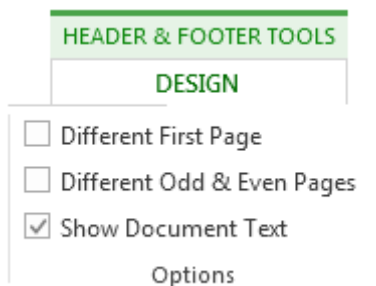 HEADER & FOOTER TOOLS
DESIGN
Different First Page
Different Odd & Even Pages
Show Document Text
Options